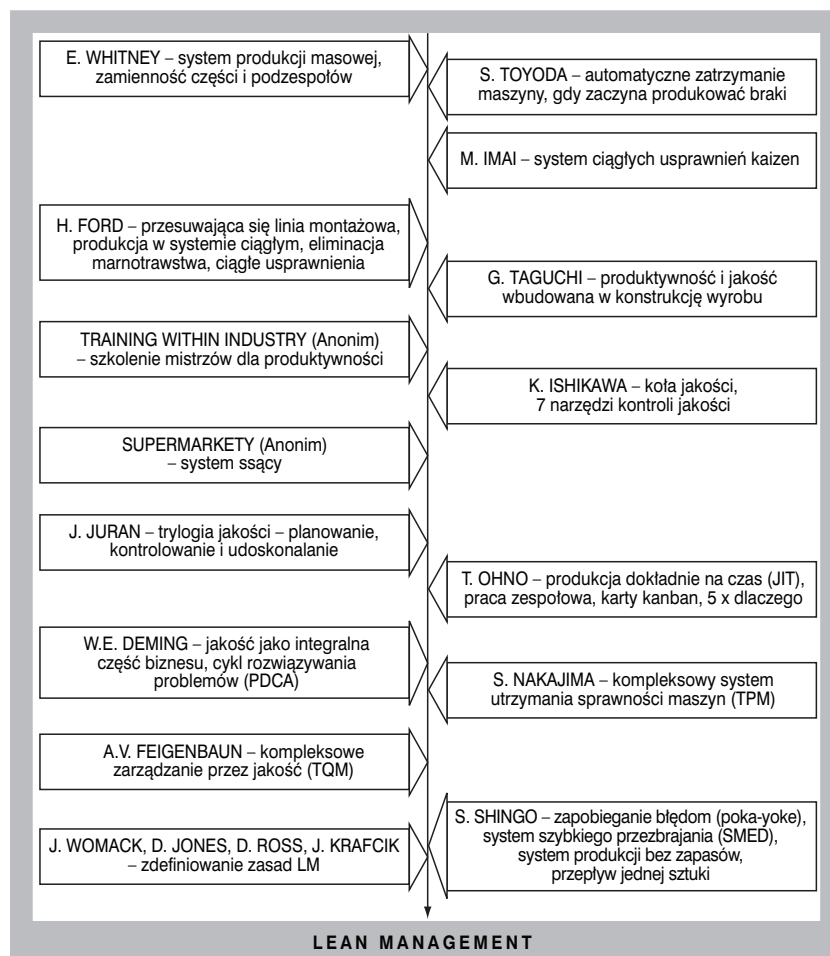 E. WHITNEY – system produkcji masowej,
zamienność części i podzespołów
S. TOYODA – automatyczne zatrzymanie
maszyny, gdy zaczyna produkować braki
M. IMAI – system ciągłych usprawnień kaizen
H. FORD – przesuwająca się linia montażowa,
produkcja w systemie ciągłym, eliminacja
marnotrawstwa, ciągłe usprawnienia
G. TAGUCHI – produktywność i jakość
wbudowana w konstrukcję wyrobu
TRAINING WITHIN INDUSTRY (Anonim)
– szkolenie mistrzów dla produktywności
K. ISHIKAWA – koła jakości,
7 narzędzi kontroli jakości
SUPERMARKETY (Anonim)
– system ssący
J. JURAN – trylogia jakości – planowanie,
kontrolowanie i udoskonalanie
T. OHNO – produkcja dokładnie na czas (JIT),
praca zespołowa, karty kanban, 5 x dlaczego
W.E. DEMING – jakość jako integralna
część biznesu, cykl rozwiązywania
problemów (PDCA)
S. NAKAJIMA – kompleksowy system
utrzymania sprawności maszyn (TPM)
A.V. FEIGENBAUN – kompleksowe
zarządzanie przez jakość (TQM)
S. SHINGO – zapobieganie błędom (poka-yoke),
system szybkiego przezbrajania (SMED),
system produkcji bez zapasów,
przepływ jednej sztuki
J. WOMACK, D. JONES, D. ROSS, J. KRAFCIK
– zdefiniowanie zasad LM
LEAN MANAGEMENT